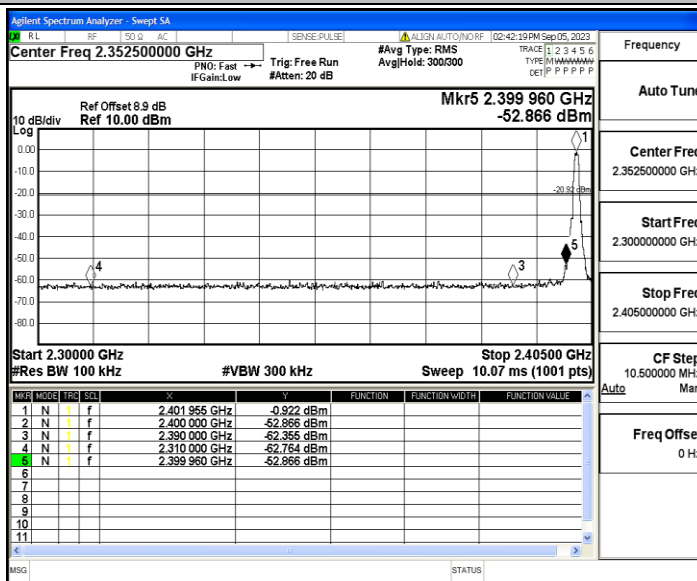 Agilent Spectrum Analyzer - Swept SA
RL RF 50 Ω AC SENSE:PULSE ALIGN AUTO/NO RF 02:42:19 PM Sep 05, 2023
Center Freq 2.352500000 GHz #Avg Type: RMS TRACE 1 2 3 4 5 6
PNO: Fast Trig: Free Run Avg|Hold: 300/300 TYPE M
IFGain:Low #Atten: 20 dB DET P P P P P P
Mkr5 2.399 960 GHz
Ref Offset 8.9 dB
10 dB/div Ref 10.00 dBm -52.866 dBm
Log
0.00
-10.0
-20.0
-20.92 dBm
-30.0
-40.0
-50.0
-60.0
-70.0
-80.0
1
5
4
3
Start 2.30000 GHz Stop 2.40500 GHz
#Res BW 100 kHz #VBW 300 kHz Sweep 10.07 ms (1001 pts)
MKR MODE TRC SCL X Y FUNCTION FUNCTION WIDTH FUNCTION VALUE
1 N 1 f 2.401 955 GHz -0.922 dBm
2 N 1 f 2.400 000 GHz -52.866 dBm
3 N 1 f 2.390 000 GHz -62.355 dBm
4 N 1 f 2.310 000 GHz -62.764 dBm
5 N 1 f 2.399 960 GHz -52.866 dBm
6
7
8
9
10
11
MSG STATUS
Frequency
Auto Tune
Center Freq
2.352500000 GHz
Start Freq
2.300000000 GHz
Stop Freq
2.405000000 GHz
CF Step
10.500000 MHz
Auto Man
Freq Offset
0 Hz